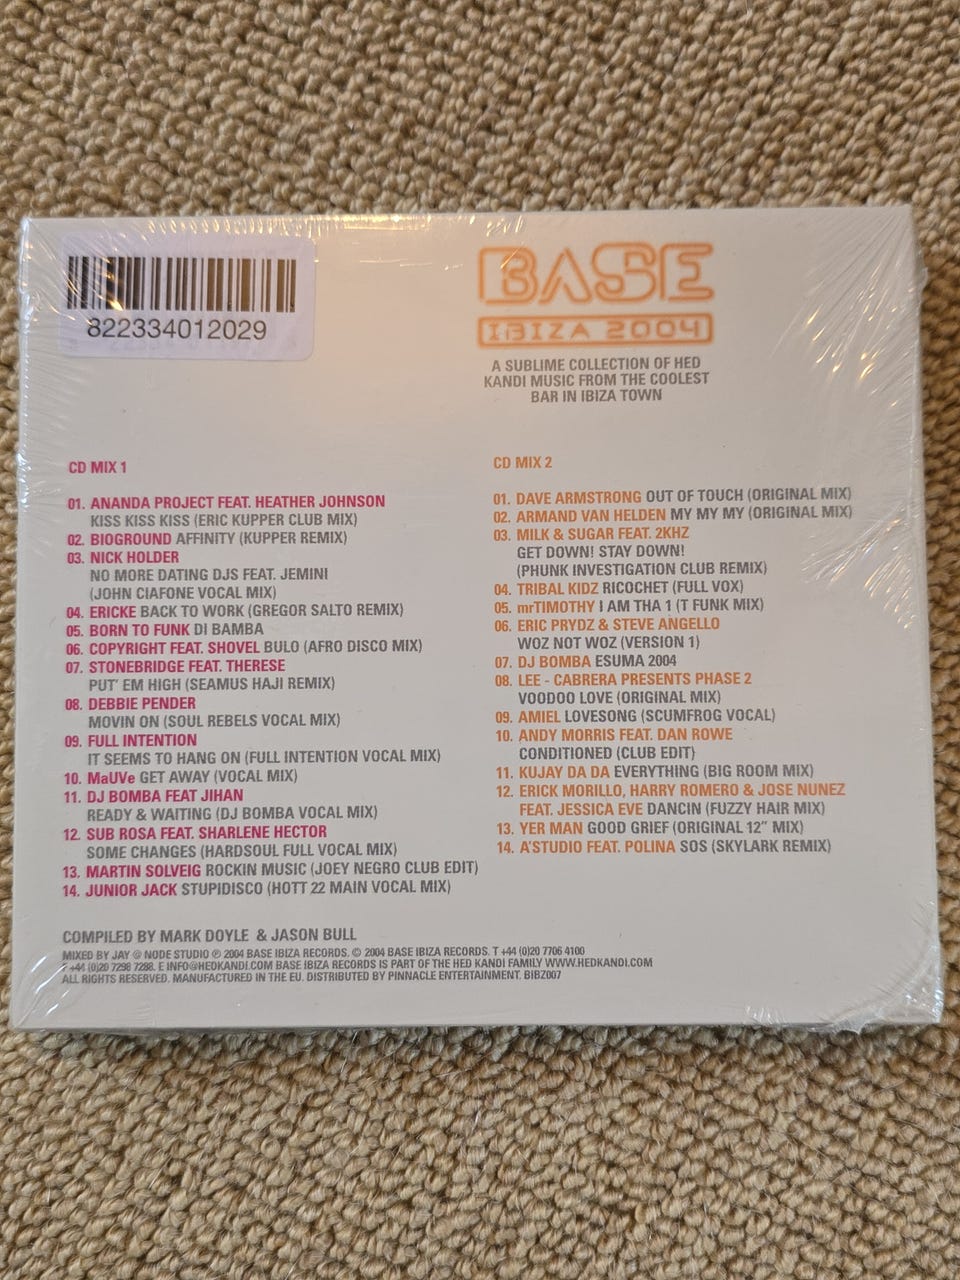 822334012029
BASE
IBIZA 2004
A SUBLIME COLLECTION OF HED
KANDI MUSIC FROM THE COOLEST
BAR IN IBIZA TOWN
CD MIX 1
01. ANANDA PROJECT FEAT. HEATHER JOHNSON
KISS KISS KISS (ERIC KUPPER CLUB MIX)
02. BIOGROUND AFFINITY (KUPPER REMIX)
03. NICK HOLDER
NO MORE DATING DJS FEAT. JEMINI
(JOHN CIAFONE VOCAL MIX)
04. ERICKE BACK TO WORK (GREGOR SALTO REMIX)
05. BORN TO FUNK DI BAMBA
06. COPYRIGHT FEAT. SHOVEL BULO (AFRO DISCO MIX)
07. STONEBRIDGE FEAT. THERESE
PUT' EM HIGH (SEAMUS HAJI REMIX)
08. DEBBIE PENDER
MOVIN ON (SOUL REBELS VOCAL MIX)
09. FULL INTENTION
IT SEEMS TO HANG ON (FULL INTENTION VOCAL MIX)
10. MaUVe GET AWAY (VOCAL MIX)
11. DJ BOMBA FEAT JIHAN
READY & WAITING (DJ BOMBA VOCAL MIX)
12. SUB ROSA FEAT. SHARLENE HECTOR
SOME CHANGES (HARDSOUL FULL VOCAL MIX)
13. MARTIN SOLVEIG ROCKIN MUSIC (JOEY NEGRO CLUB EDIT)
14. JUNIOR JACK STUPIDISCO (HOTT 22 MAIN VOCAL MIX)
CD MIX 2
01. DAVE ARMSTRONG OUT OF TOUCH (ORIGINAL MIX)
02. ARMAND VAN HELDEN MY MY MY (ORIGINAL MIX)
03. MILK & SUGAR FEAT. 2KHZ
GET DOWN! STAY DOWN!
(PHUNK INVESTIGATION CLUB REMIX)
04. TRIBAL KIDZ RICOCHET (FULL VOX)
05. mrTIMOTHY I AM THA 1 (T FUNK MIX)
06. ERIC PRYDZ & STEVE ANGELLO
WOZ NOT WOZ (VERSION 1)
07. DJ BOMBA ESUMA 2004
08. LEE - CABRERA PRESENTS PHASE 2
VOODOO LOVE (ORIGINAL MIX)
09. AMIEL LOVESONG (SCUMFROG VOCAL)
10. ANDY MORRIS FEAT. DAN ROWE
CONDITIONED (CLUB EDIT)
11. KUJAY DA DA EVERYTHING (BIG ROOM MIX)
12. ERICK MORILLO, HARRY ROMERO & JOSE NUNEZ
FEAT. JESSICA EVE DANCIN (FUZZY HAIR MIX)
13. YER MAN GOOD GRIEF (ORIGINAL 12" MIX)
14. A'STUDIO FEAT. POLINA SOS (SKYLARK REMIX)
COMPILED BY MARK DOYLE & JASON BULL
MIXED BY JAY @ NODE STUDIO ℗ 2004 BASE IBIZA RECORDS. © 2004 BASE IBIZA RECORDS. T +44 (0)20 7706 4100
F +44 (0)20 7298 7288. E INFO@HEDKANDI.COM BASE IBIZA RECORDS IS PART OF THE HED KANDI FAMILY WWW.HEDKANDI.COM
ALL RIGHTS RESERVED. MANUFACTURED IN THE EU. DISTRIBUTED BY PINNACLE ENTERTAINMENT. BIBZ007